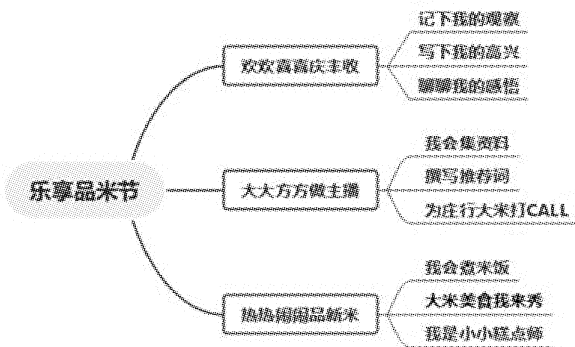 乐享品米节
欢欢喜喜庆丰收
记下我的观察
写下我的高兴
聊聊我的感悟
大大方方做主播
我会集资料
撰写推荐词
为庄行大米打CALL
热热闹闹品新米
我会煮米饭
大米美食我来秀
我是小小糕点师